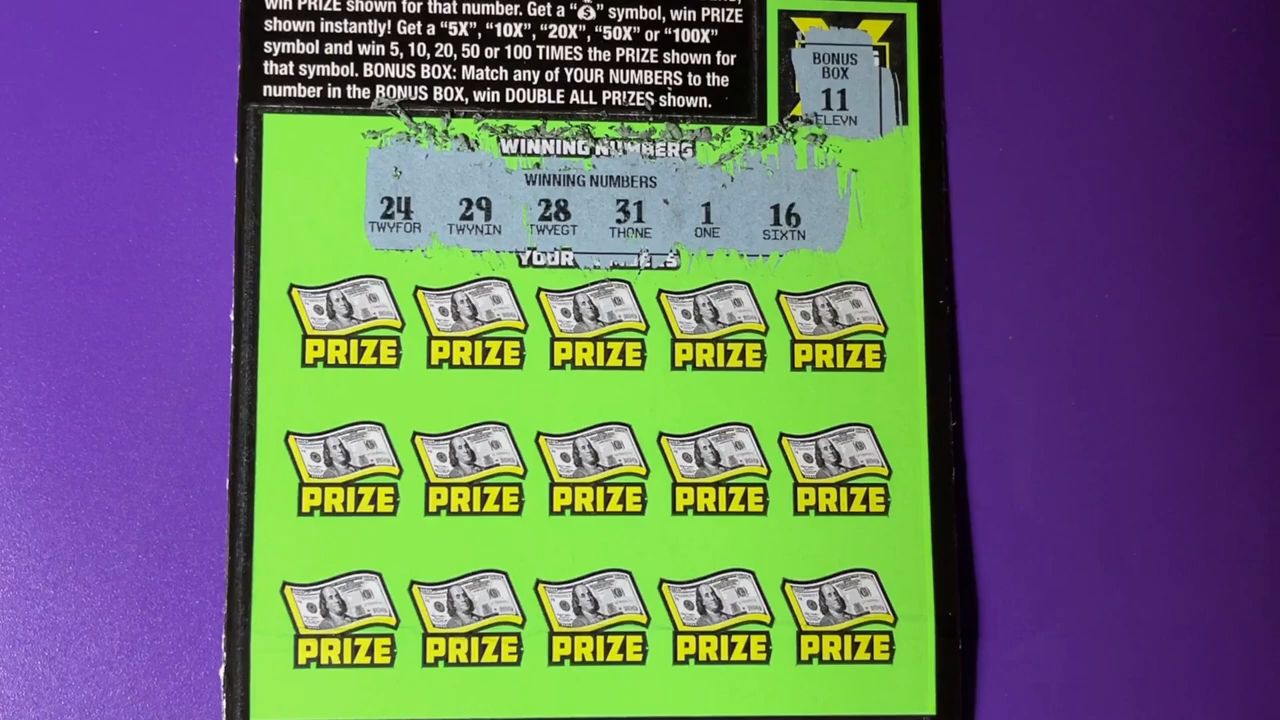 win PRIZE shown for that number. Get a "$" symbol, win PRIZE
shown instantly! Get a "5X", "10X", "20X", "50X" or "100X"
symbol and win 5, 10, 20, 50 or 100 TIMES the PRIZE shown for
that symbol. BONUS BOX: Match any of YOUR NUMBERS to the
number in the BONUS BOX, win DOUBLE ALL PRIZES shown.
BONUS
BOX
11
ELEVN
WINNING NUMBERS
WINNING NUMBERS
24 29 28 31 1 16
TWYFOR TWYNIN TWYEGT THONE ONE SIXTN
YOUR
PRIZE PRIZE PRIZE PRIZE PRIZE
PRIZE PRIZE PRIZE PRIZE PRIZE
PRIZE PRIZE PRIZE PRIZE PRIZE